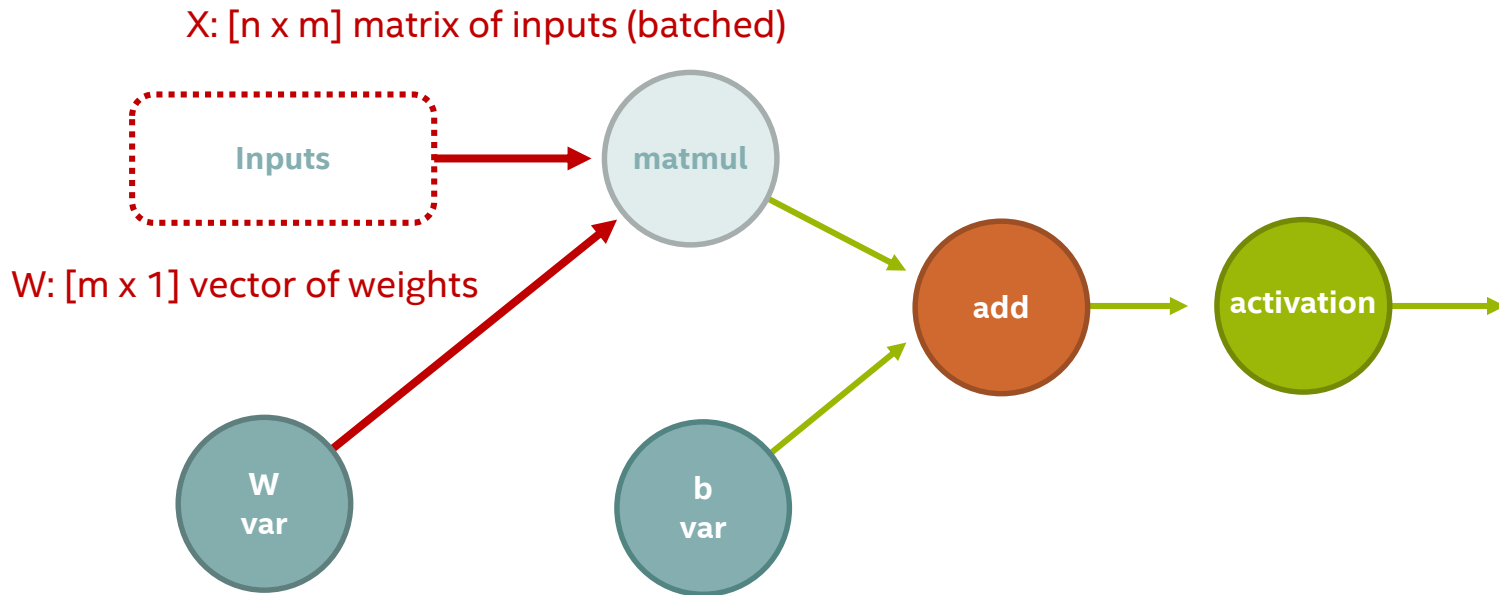 X: [n x m] matrix of inputs (batched)
Inputs
matmul
W: [m x 1] vector of weights
add
activation
W
var
b
var